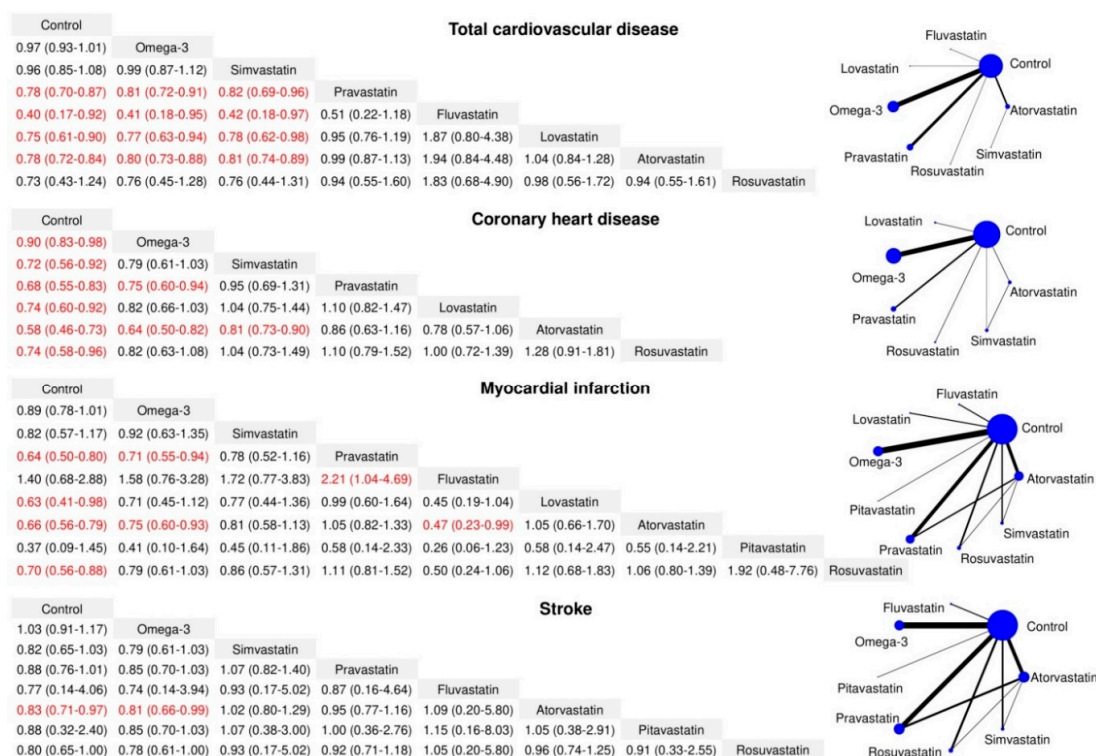 Total cardiovascular disease
Control
0.97 (0.93-1.01) Omega-3
0.96 (0.85-1.08) 0.99 (0.87-1.12) Simvastatin
0.78 (0.70-0.87) 0.81 (0.72-0.91) 0.82 (0.69-0.96) Pravastatin
0.40 (0.17-0.92) 0.41 (0.18-0.95) 0.42 (0.18-0.97) 0.51 (0.22-1.18) Fluvastatin
0.75 (0.61-0.90) 0.77 (0.63-0.94) 0.78 (0.62-0.98) 0.95 (0.76-1.19) 1.87 (0.80-4.38) Lovastatin
0.78 (0.72-0.84) 0.80 (0.73-0.88) 0.81 (0.74-0.89) 0.99 (0.87-1.13) 1.94 (0.84-4.48) 1.04 (0.84-1.28) Atorvastatin
0.73 (0.43-1.24) 0.76 (0.45-1.28) 0.76 (0.44-1.31) 0.94 (0.55-1.60) 1.83 (0.68-4.90) 0.98 (0.56-1.72) 0.94 (0.55-1.61) Rosuvastatin
Fluvastatin
Control
Lovastatin
Omega-3
Atorvastatin
Pravastatin
Simvastatin
Rosuvastatin
Coronary heart disease
Control
0.90 (0.83-0.98) Omega-3
0.72 (0.56-0.92) 0.79 (0.61-1.03) Simvastatin
0.68 (0.55-0.83) 0.75 (0.60-0.94) 0.95 (0.69-1.31) Pravastatin
0.74 (0.60-0.92) 0.82 (0.66-1.03) 1.04 (0.75-1.44) 1.10 (0.82-1.47) Lovastatin
0.58 (0.46-0.73) 0.64 (0.50-0.82) 0.81 (0.73-0.90) 0.86 (0.63-1.16) 0.78 (0.57-1.06) Atorvastatin
0.74 (0.58-0.96) 0.82 (0.63-1.08) 1.04 (0.73-1.49) 1.10 (0.79-1.52) 1.00 (0.72-1.39) 1.28 (0.91-1.81) Rosuvastatin
Lovastatin
Control
Omega-3
Atorvastatin
Pravastatin
Simvastatin
Rosuvastatin
Myocardial infarction
Control
0.89 (0.78-1.01) Omega-3
0.82 (0.57-1.17) 0.92 (0.63-1.35) Simvastatin
0.64 (0.50-0.80) 0.71 (0.55-0.94) 0.78 (0.52-1.16) Pravastatin
1.40 (0.68-2.88) 1.58 (0.76-3.28) 1.72 (0.77-3.83) 2.21 (1.04-4.69) Fluvastatin
0.63 (0.41-0.98) 0.71 (0.45-1.12) 0.77 (0.44-1.36) 0.99 (0.60-1.64) 0.45 (0.19-1.04) Lovastatin
0.66 (0.56-0.79) 0.75 (0.60-0.93) 0.81 (0.58-1.13) 1.05 (0.82-1.33) 0.47 (0.23-0.99) 1.05 (0.66-1.70) Atorvastatin
0.37 (0.09-1.45) 0.41 (0.10-1.64) 0.45 (0.11-1.86) 0.58 (0.14-2.33) 0.26 (0.06-1.23) 0.58 (0.14-2.47) 0.55 (0.14-2.21) Pitavastatin
0.70 (0.56-0.88) 0.79 (0.61-1.03) 0.86 (0.57-1.31) 1.11 (0.81-1.52) 0.50 (0.24-1.06) 1.12 (0.68-1.83) 1.06 (0.80-1.39) 1.92 (0.48-7.76) Rosuvastatin
Fluvastatin
Lovastatin
Control
Omega-3
Atorvastatin
Pitavastatin
Simvastatin
Pravastatin
Rosuvastatin
Stroke
Control
1.03 (0.91-1.17) Omega-3
0.82 (0.65-1.03) 0.79 (0.61-1.03) Simvastatin
0.88 (0.76-1.01) 0.85 (0.70-1.03) 1.07 (0.82-1.40) Pravastatin
0.77 (0.14-4.06) 0.74 (0.14-3.94) 0.93 (0.17-5.02) 0.87 (0.16-4.64) Fluvastatin
0.83 (0.71-0.97) 0.81 (0.66-0.99) 1.02 (0.80-1.29) 0.95 (0.77-1.16) 1.09 (0.20-5.80) Atorvastatin
0.88 (0.32-2.40) 0.85 (0.70-1.03) 1.07 (0.38-3.00) 1.00 (0.36-2.76) 1.15 (0.16-8.03) 1.05 (0.38-2.91) Pitavastatin
0.80 (0.65-1.00) 0.78 (0.61-1.00) 0.93 (0.17-5.02) 0.92 (0.71-1.18) 1.05 (0.20-5.80) 0.96 (0.74-1.25) 0.91 (0.33-2.55) Rosuvastatin
Fluvastatin
Control
Omega-3
Atorvastatin
Pitavastatin
Pravastatin
Simvastatin
Rosuvastatin